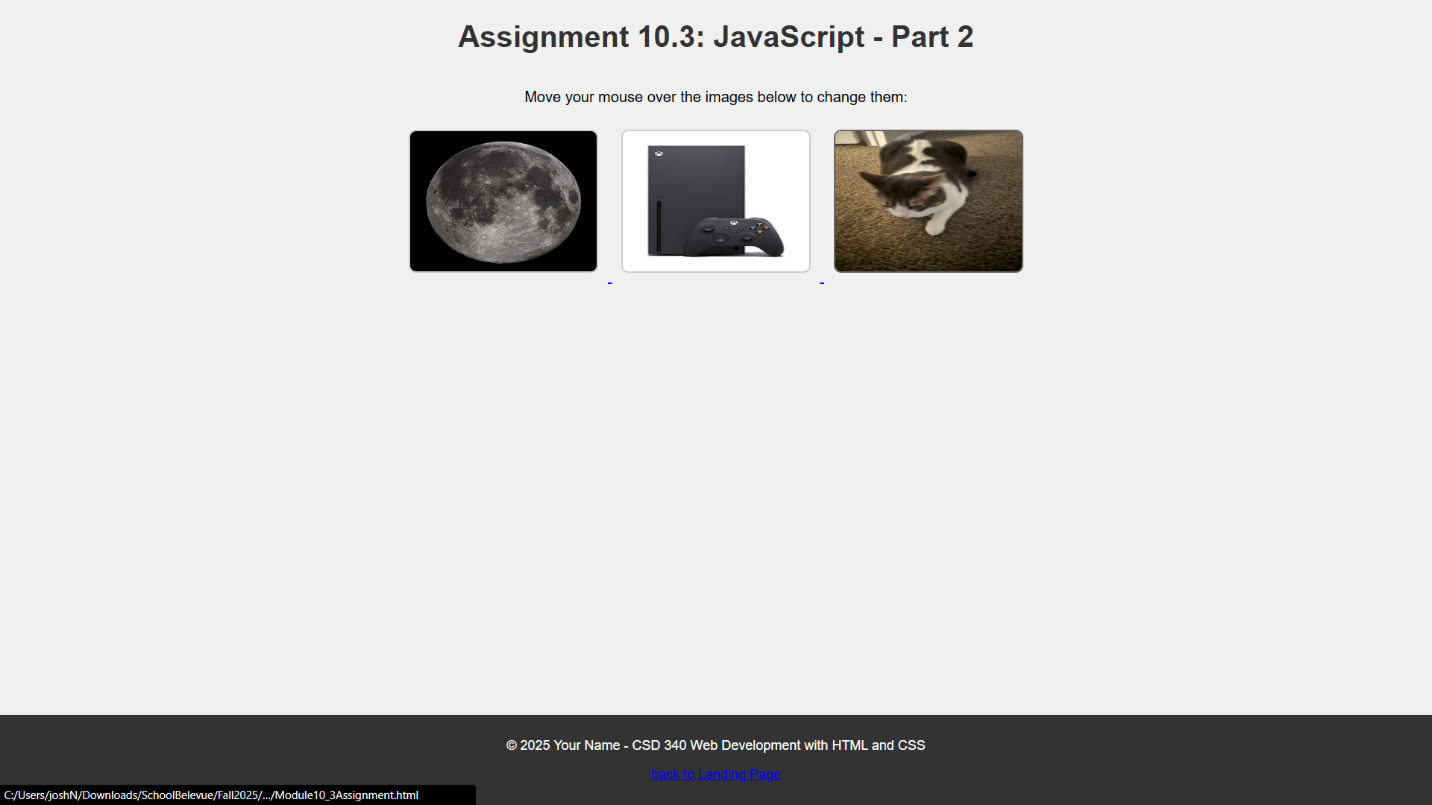 Assignment 10.3: JavaScript - Part 2
Move your mouse over the images below to change them:
© 2025 Your Name - CSD 340 Web Development with HTML and CSS
back to Landing Page
C:/Users/joshN/Downloads/SchoolBelevue/Fall2025/.../Module10_3Assignment.html